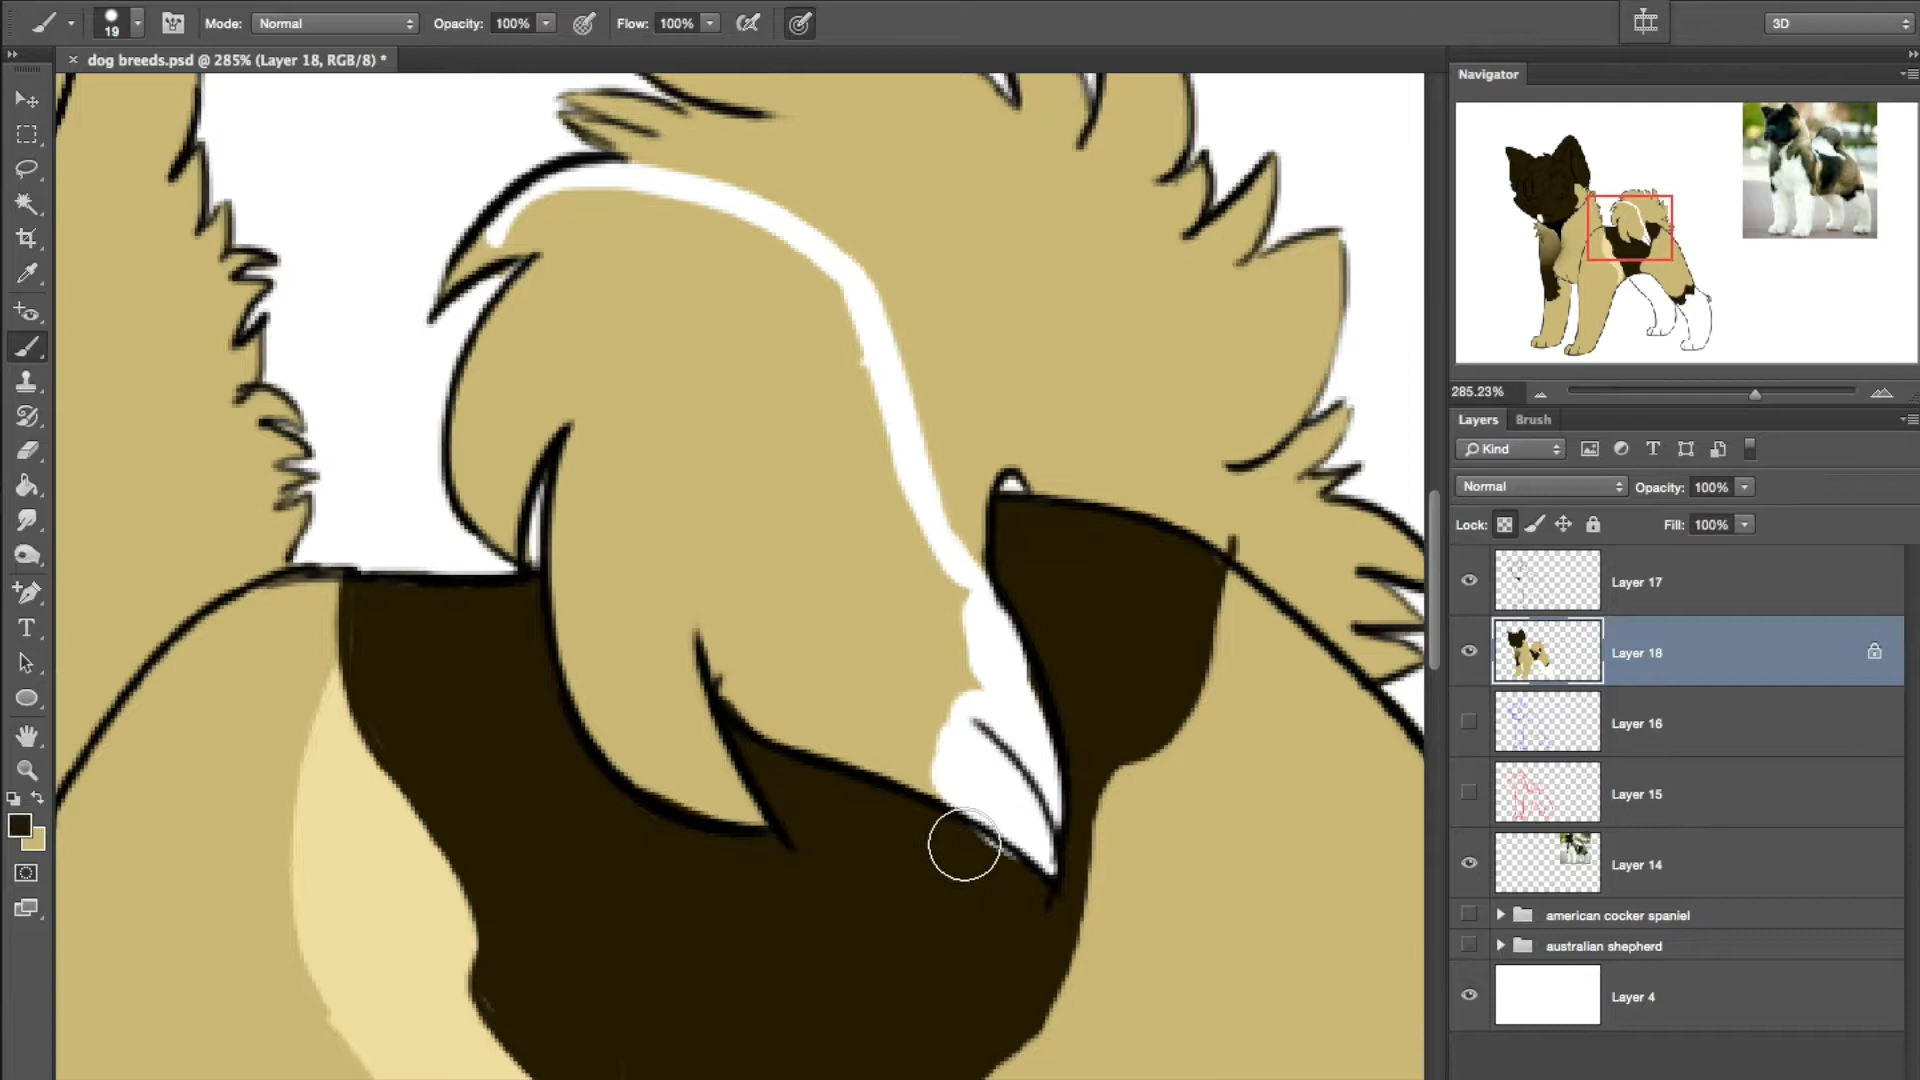 19
Mode: Normal
Opacity: 100%
Flow: 100%
3D
dog breeds.psd @ 285% (Layer 18, RGB/8) *
Navigator
285.23%
Layers
Brush
Kind
T
Normal
Opacity: 100%
Lock:
Fill: 100%
Layer 17
Layer 18
Layer 16
Layer 15
Layer 14
american cocker spaniel
australian shepherd
Layer 4
T